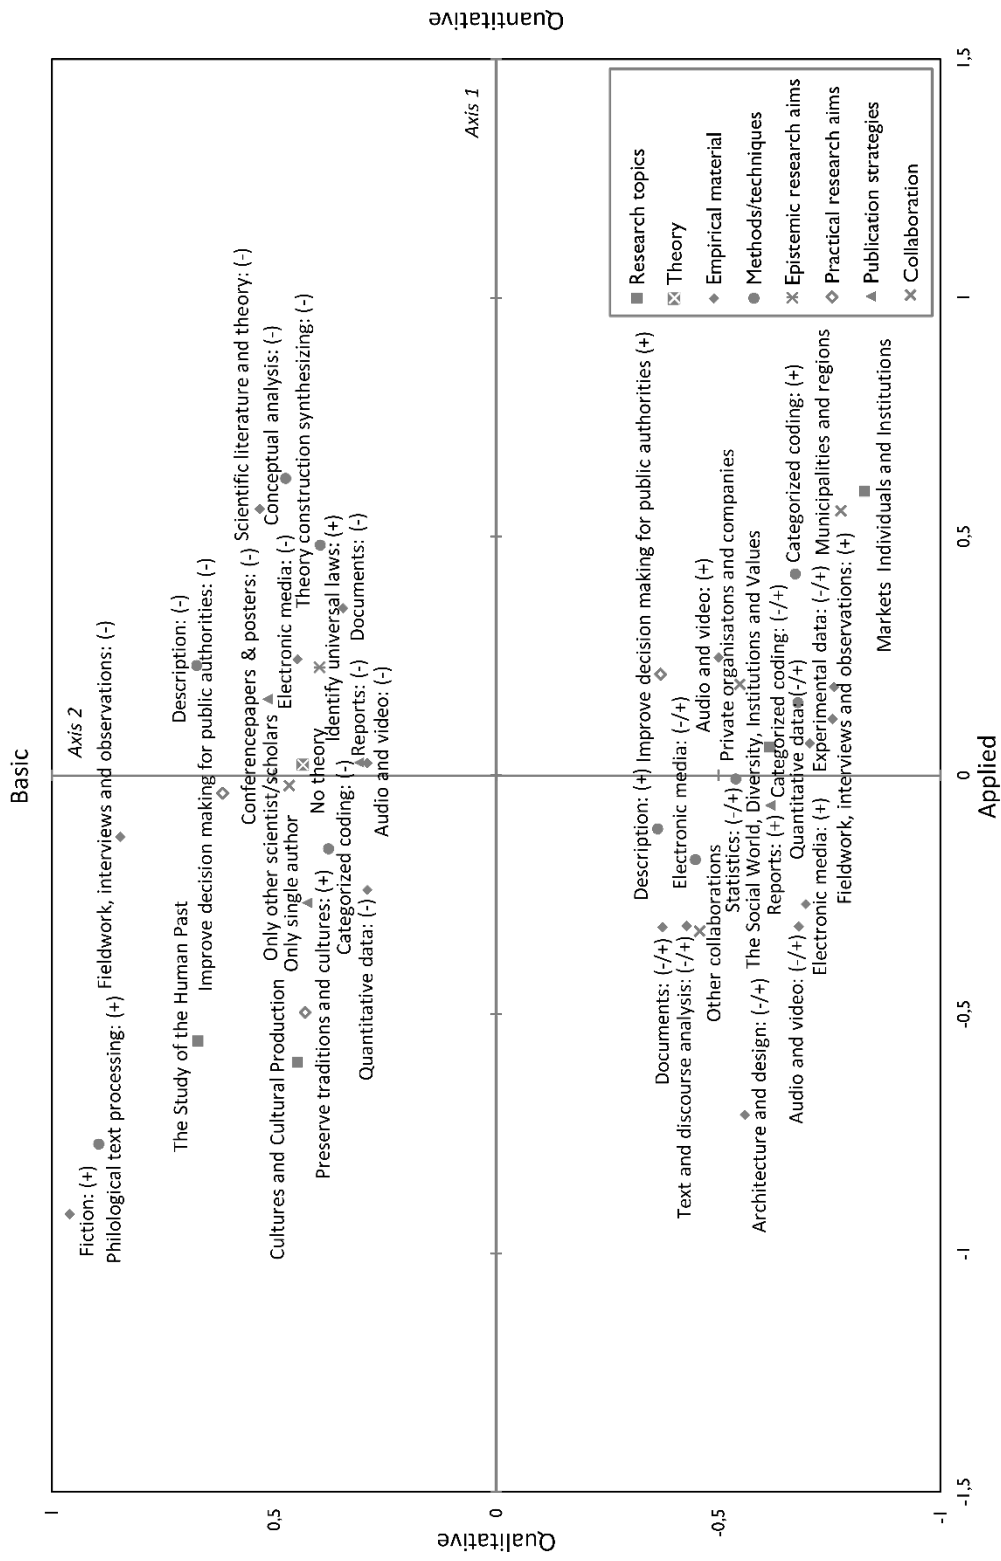 Basic
Axis 2
1
Fiction: (+)
Philological text processing: (+)
Fieldwork, interviews and observations: (-)
The Study of the Human Past
Description: (-)
Improve decision making for public authorities: (-)
Scientific literature and theory: (-)
Conferencepapers & posters: (-)
Conceptual analysis: (-)
Cultures and Cultural Production
Only other scientist/scholars
Electronic media: (-)
0,5
Only single author
Theory construction synthesizing: (-)
No theory
Preserve traditions and cultures: (+)
Identify universal laws: (+)
Categorized coding: (-)
Reports: (-)
Documents: (-)
Quantitative data: (-)
Audio and video: (-)
Qualitative
0
Axis 1
Quantitative
Description: (+)
Improve decision making for public authorities (+)
Documents: (-/+)
Electronic media: (-/+)
Text and discourse analysis: (-/+)
Audio and video: (+)
Other collaborations
Private organisatons and companies
-0,5
Statistics: (-/+)
The Social World, Diversity, Institutions and Values
Architecture and design: (-/+)
Reports: (+)
Categorized coding: (-/+)
Audio and video: (-/+)
Quantitative data: (-/+)
Categorized coding: (+)
Electronic media: (+)
Experimental data: (-/+)
Municipalities and regions
Fieldwork, interviews and observations: (+)
Markets Individuals and Institutions
Research topics
Theory
Empirical material
Methods/techniques
Epistemic research aims
Practical research aims
Publication strategies
Collaboration
-1
-1,5
-1
-0,5
0
0,5
1
1,5
Applied